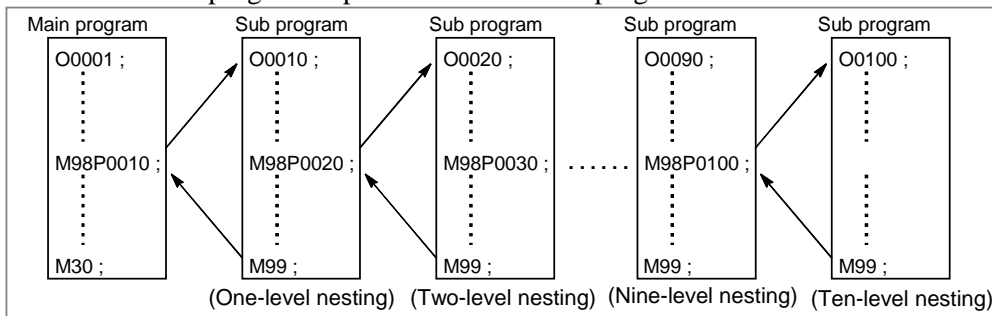 Main program Sub program Sub program Sub program Sub program
O0001 ; O0010 ; O0020 ; O0090 ; O0100 ;
M98P0010 ; M98P0020 ; M98P0030 ; ...... M98P0100 ;
M30 ; M99 ; M99 ; M99 ; M99 ;
(One-level nesting) (Two-level nesting) (Nine-level nesting) (Ten-level nesting)